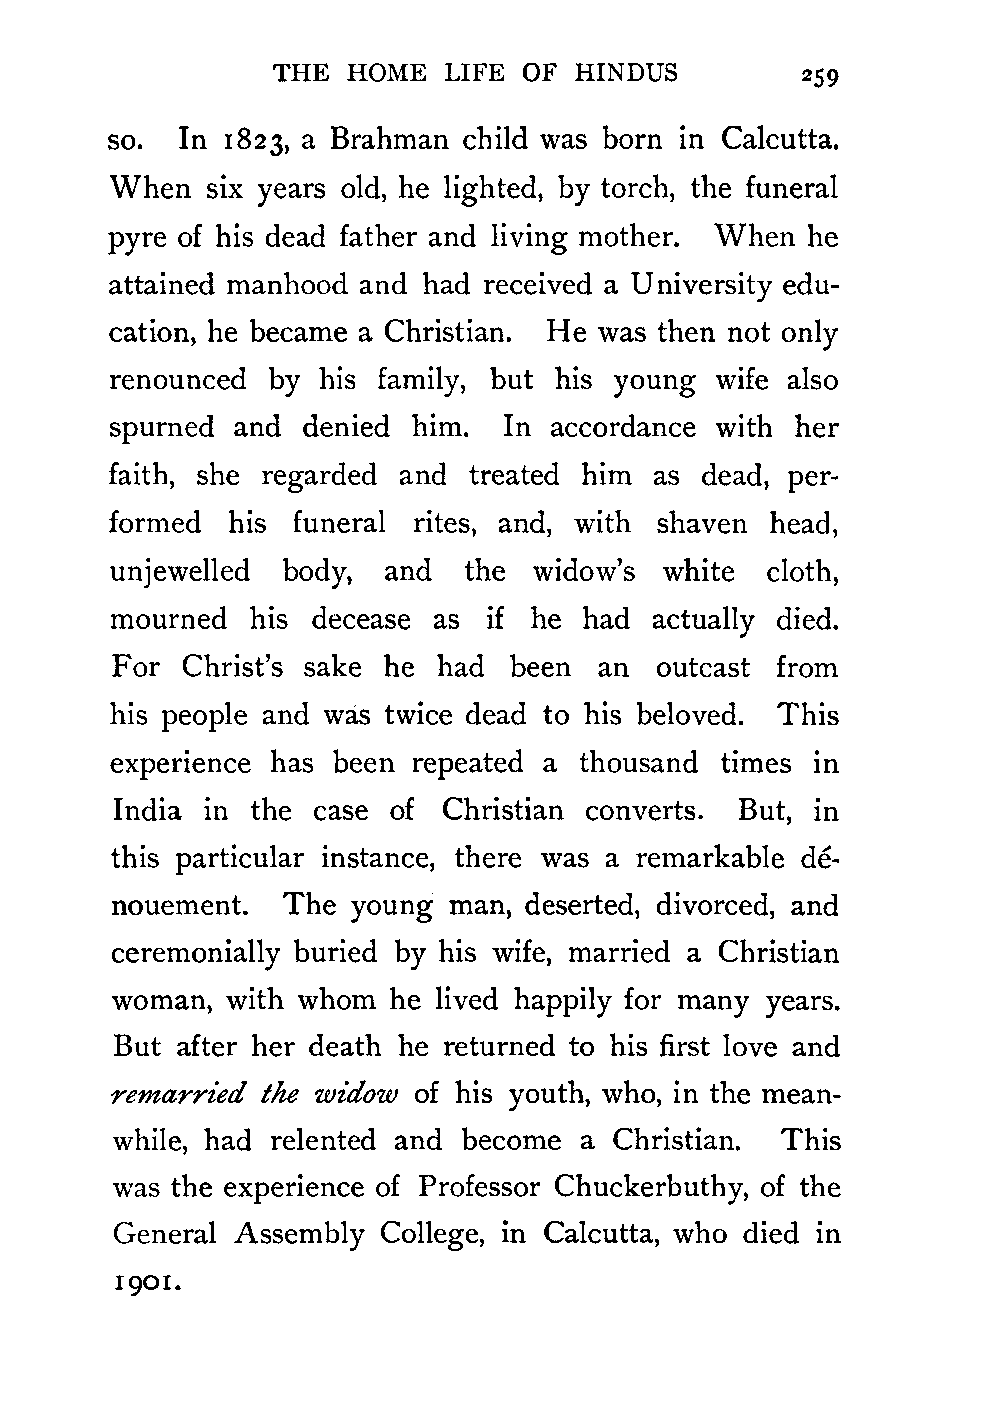 THE HOME LIFE OF HINDUS 259
so. In 1823, a Brahman child was born in Calcutta.
When six years old, he lighted, by torch, the funeral
pyre of his dead father and living mother. When he
attained manhood and had received a University edu-
cation, he became a Christian. He was then not only
renounced by his family, but his young wife also
spurned and denied him. In accordance with her
faith, she regarded and treated him as dead, per-
formed his funeral rites, and, with shaven head,
unjewelled body, and the widow's white cloth,
mourned his decease as if he had actually died.
For Christ's sake he had been an outcast from
his people and was twice dead to his beloved. This
experience has been repeated a thousand times in
India in the case of Christian converts. But, in
this particular instance, there was a remarkable dé-
nouement. The young man, deserted, divorced, and
ceremonially buried by his wife, married a Christian
woman, with whom he lived happily for many years.
But after her death he returned to his first love and
remarried the widow of his youth, who, in the mean-
while, had relented and become a Christian. This
was the experience of Professor Chuckerbuthy, of the
General Assembly College, in Calcutta, who died in
1901.